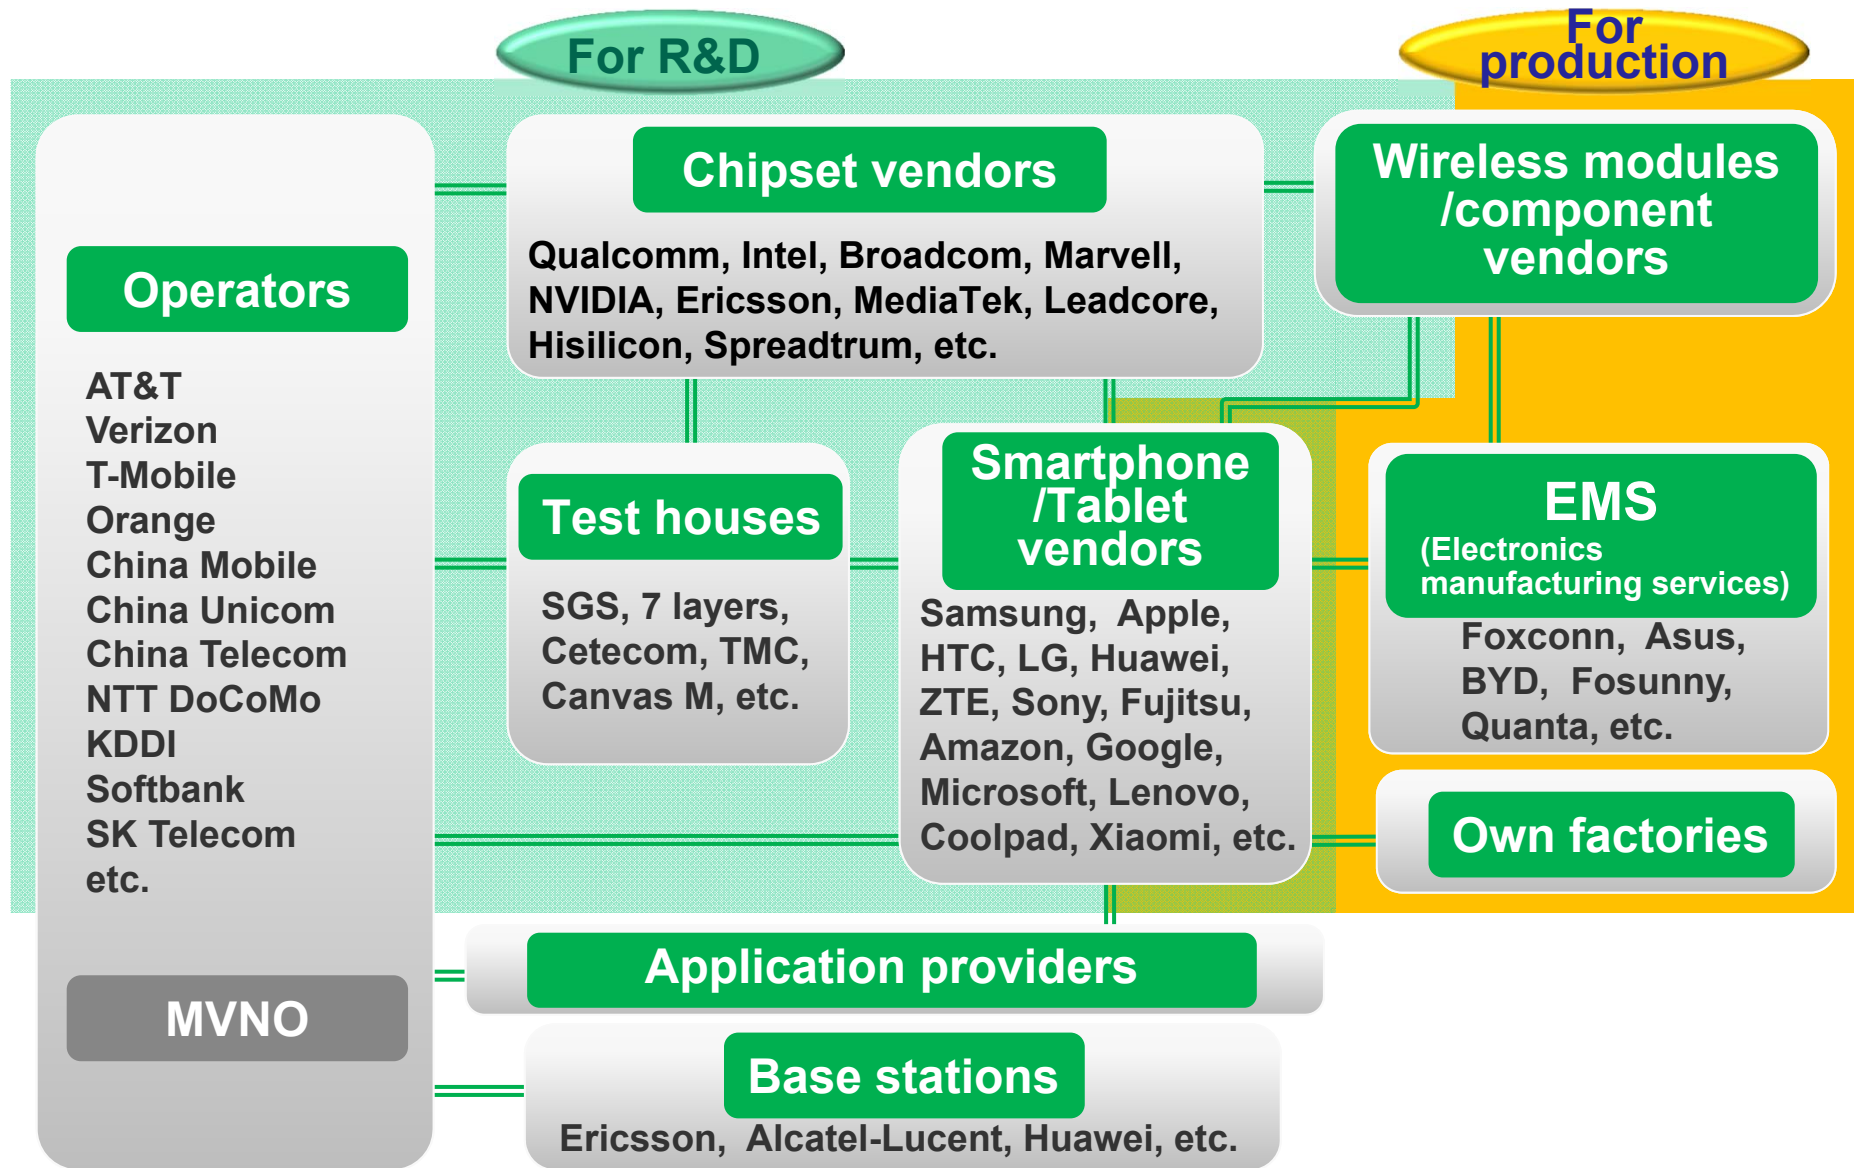 For R&D
For
production
Operators
AT&T
Verizon
T-Mobile
Orange
China Mobile
China Unicom
China Telecom
NTT DoCoMo
KDDI
Softbank
SK Telecom
etc.
MVNO
Chipset vendors
Qualcomm, Intel, Broadcom, Marvell,
NVIDIA, Ericsson, MediaTek, Leadcore,
Hisilicon, Spreadtrum, etc.
Wireless modules
/component
vendors
Test houses
SGS, 7 layers,
Cetecom, TMC,
Canvas M, etc.
Smartphone
/Tablet
vendors
Samsung, Apple,
HTC, LG, Huawei,
ZTE, Sony, Fujitsu,
Amazon, Google,
Microsoft, Lenovo,
Coolpad, Xiaomi, etc.
EMS
(Electronics
manufacturing services)
Foxconn, Asus,
BYD, Fosunny,
Quanta, etc.
Own factories
Application providers
Base stations
Ericsson, Alcatel-Lucent, Huawei, etc.